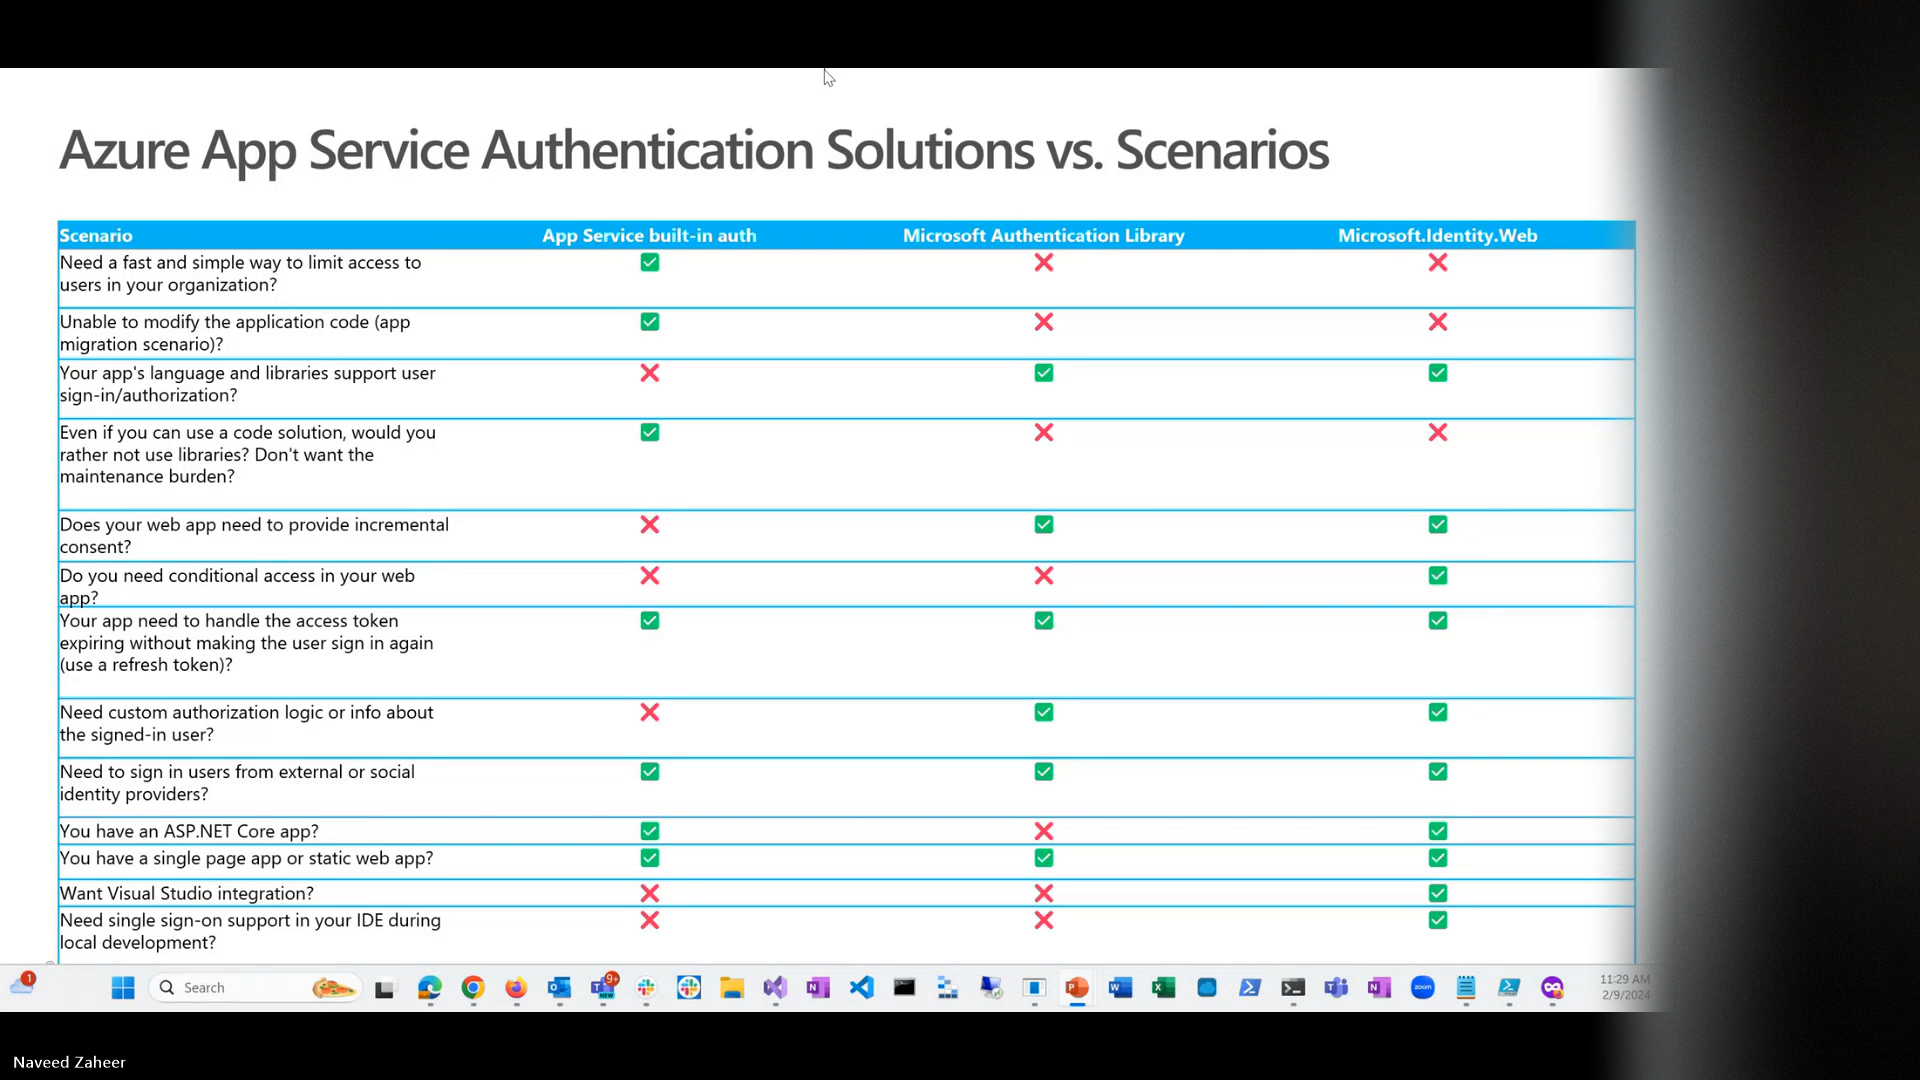 Azure App Service Authentication Solutions vs. Scenarios
Scenario App Service built-in auth Microsoft Authentication Library Microsoft.Identity.Web
Need a fast and simple way to limit access to
users in your organization?
Unable to modify the application code (app
migration scenario)?
Your app's language and libraries support user
sign-in/authorization?
Even if you can use a code solution, would you
rather not use libraries? Don't want the
maintenance burden?
Does your web app need to provide incremental
consent?
Do you need conditional access in your web
app?
Your app need to handle the access token
expiring without making the user sign in again
(use a refresh token)?
Need custom authorization logic or info about
the signed-in user?
Need to sign in users from external or social
identity providers?
You have an ASP.NET Core app?
You have a single page app or static web app?
Want Visual Studio integration?
Need single sign-on support in your IDE during
local development?
1
Search
9+
NEW
zoom
11:29 AM
2/9/2024
Naveed Zaheer